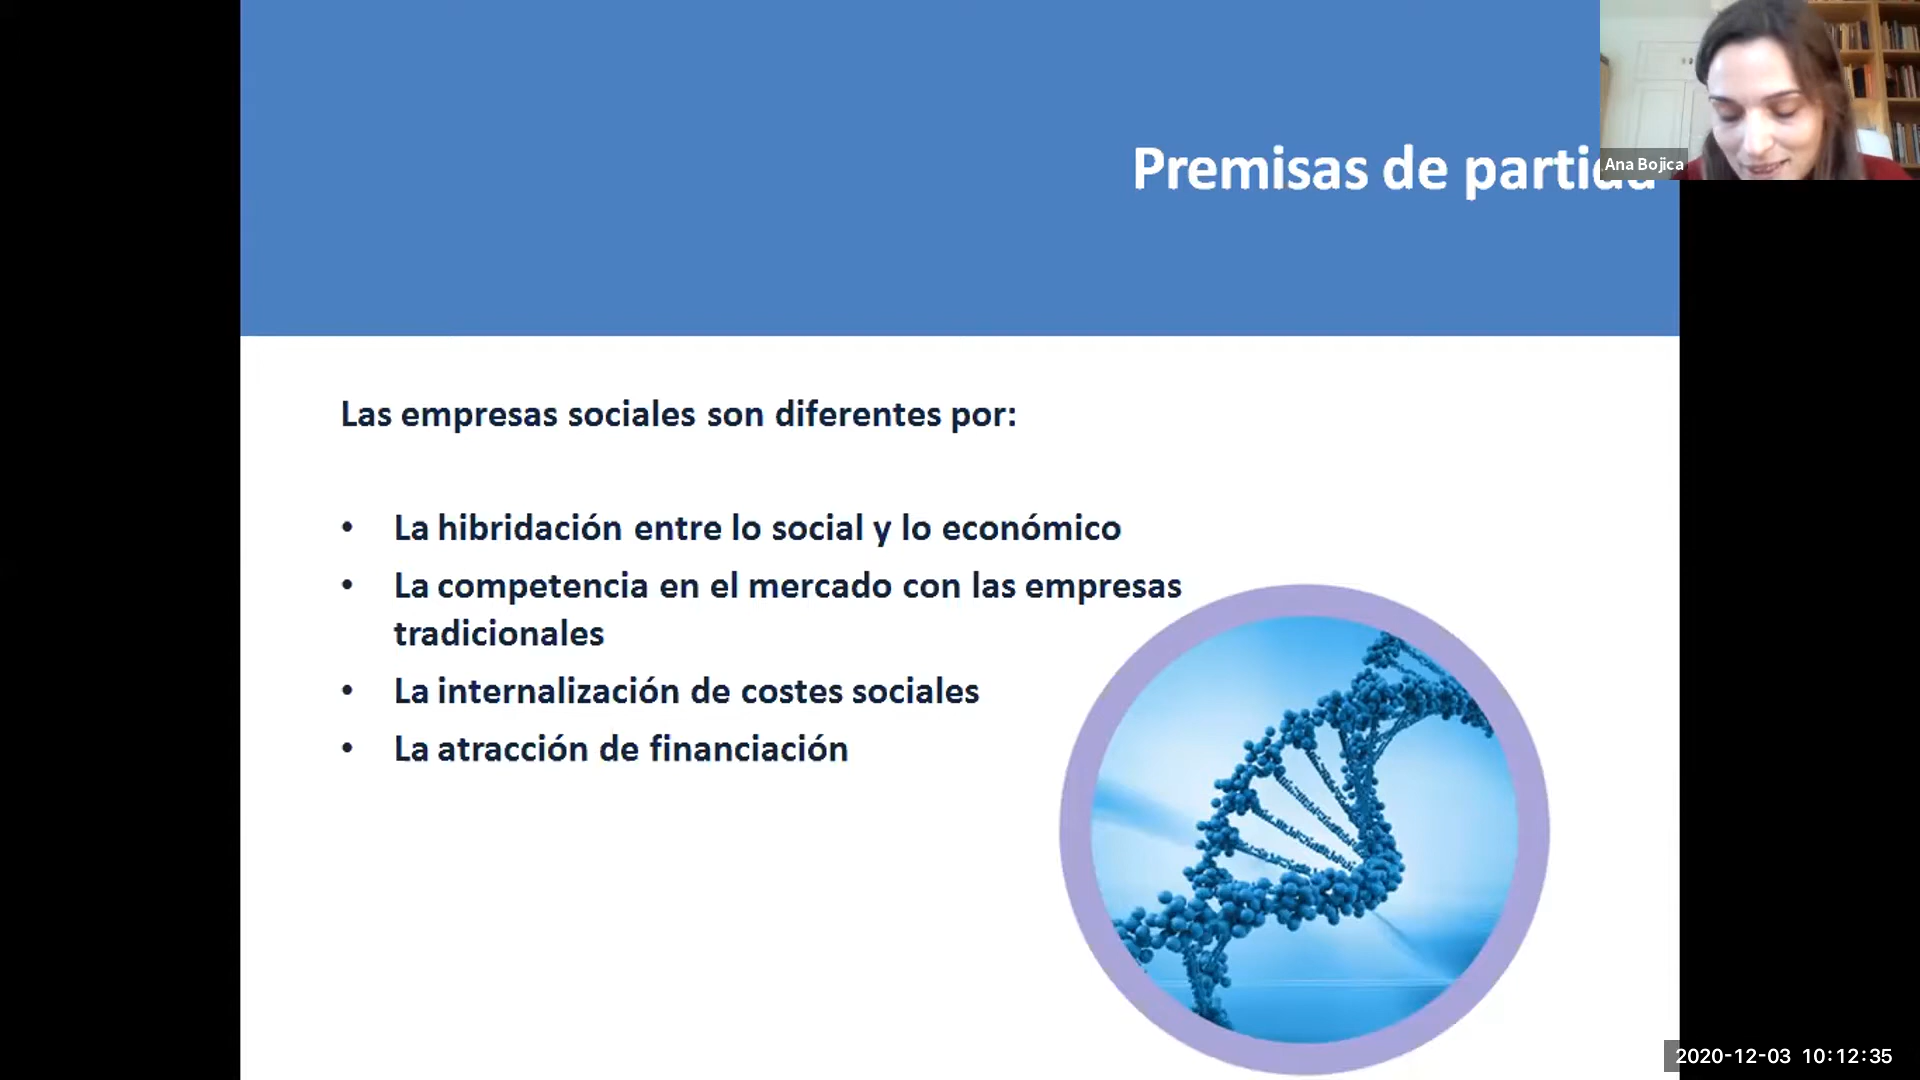 Premisas de partida
Ana Bojica
Las empresas sociales son diferentes por:
• La hibridación entre lo social y lo económico
• La competencia en el mercado con las empresas
tradicionales
• La internalización de costes sociales
• La atracción de financiación
2020-12-03 10:12:35